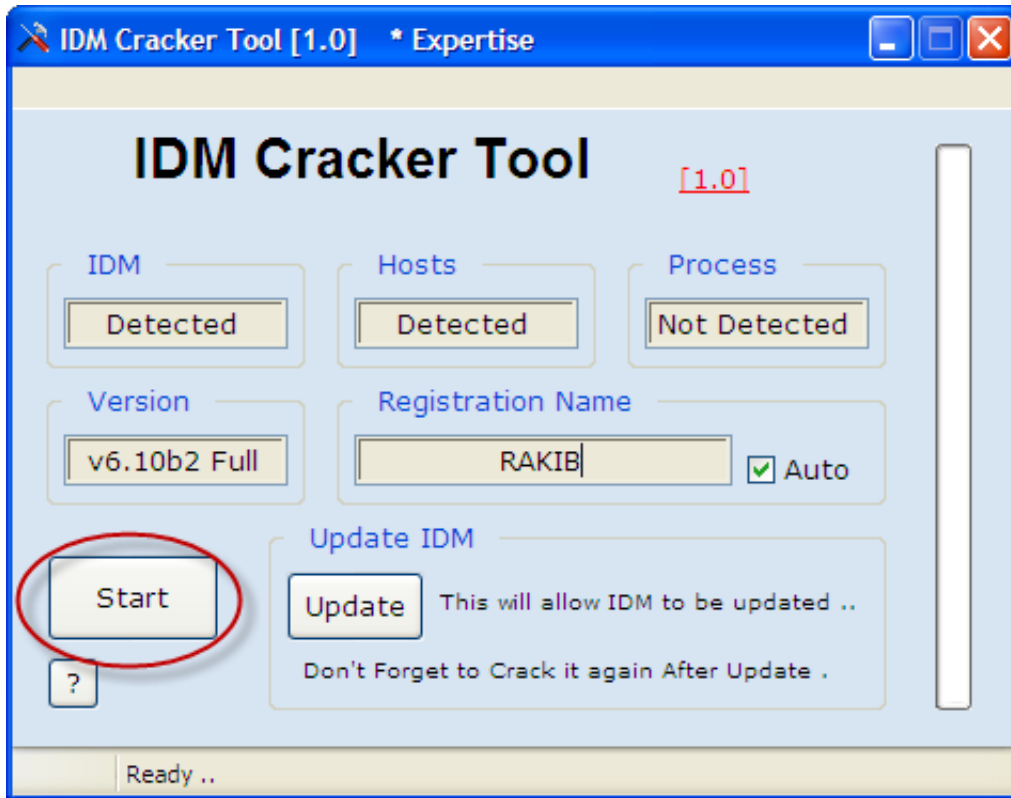 IDM Cracker Tool [1.0] * Expertise
IDM Cracker Tool
[1.0]
IDM
Hosts
Process
Detected
Detected
Not Detected
Version
Registration Name
v6.10b2 Full
RAKIB
Auto
Update IDM
Start
Update
This will allow IDM to be updated ..
Don't Forget to Crack it again After Update .
?
Ready ..